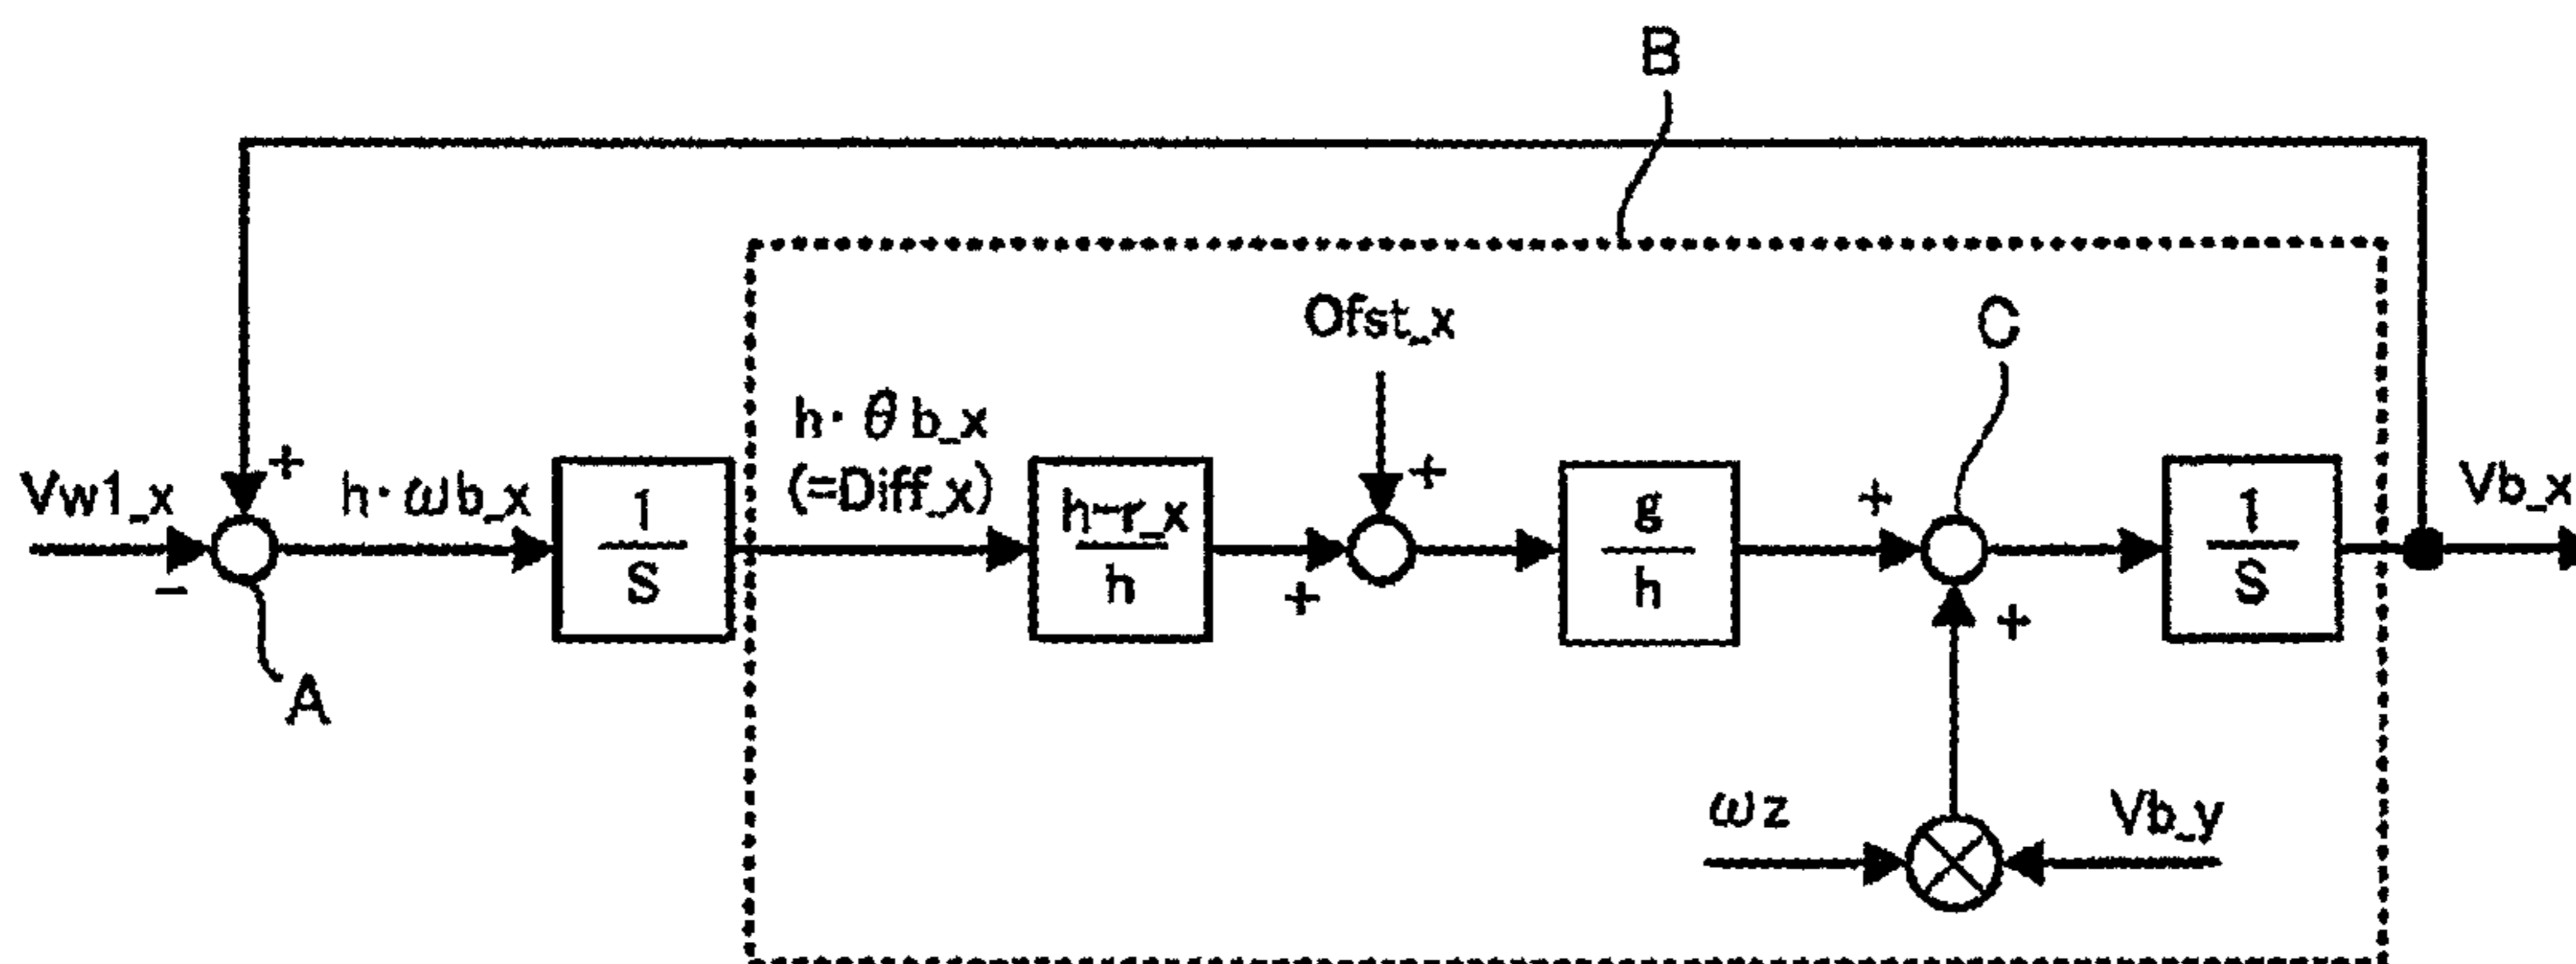 B
Ofst_x
C
h・θb_x
(=Diff_x)
+
+
+
Vw1_x
h・ωb_x
1
S
h-r_x
h
g
h
1
S
Vb_x
-
+
+
A
ωz
Vb_y